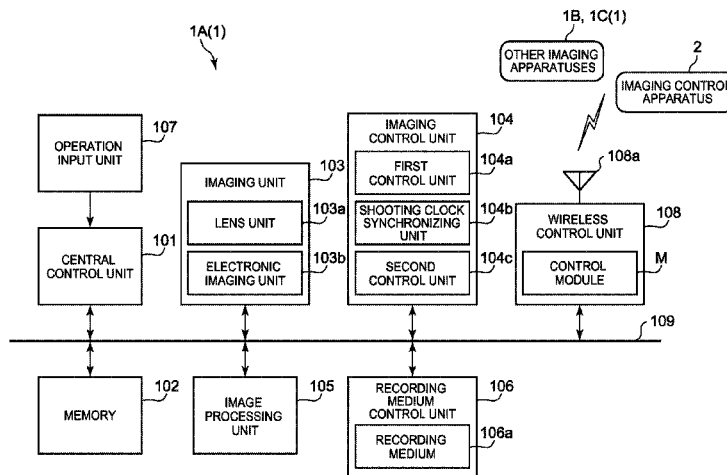 1A(1)
1B, 1C(1)
OTHER IMAGING
APPARATUSES
2
IMAGING CONTROL
APPARATUS
107
OPERATION
INPUT UNIT
101
CENTRAL
CONTROL UNIT
103
IMAGING UNIT
103a
LENS UNIT
103b
ELECTRONIC
IMAGING UNIT
104
IMAGING
CONTROL UNIT
104a
FIRST
CONTROL UNIT
104b
SHOOTING CLOCK
SYNCHRONIZING
UNIT
104c
SECOND
CONTROL UNIT
108a
108
WIRELESS
CONTROL UNIT
M
CONTROL
MODULE
109
102
MEMORY
105
IMAGE
PROCESSING
UNIT
106
RECORDING
MEDIUM
CONTROL UNIT
106a
RECORDING
MEDIUM